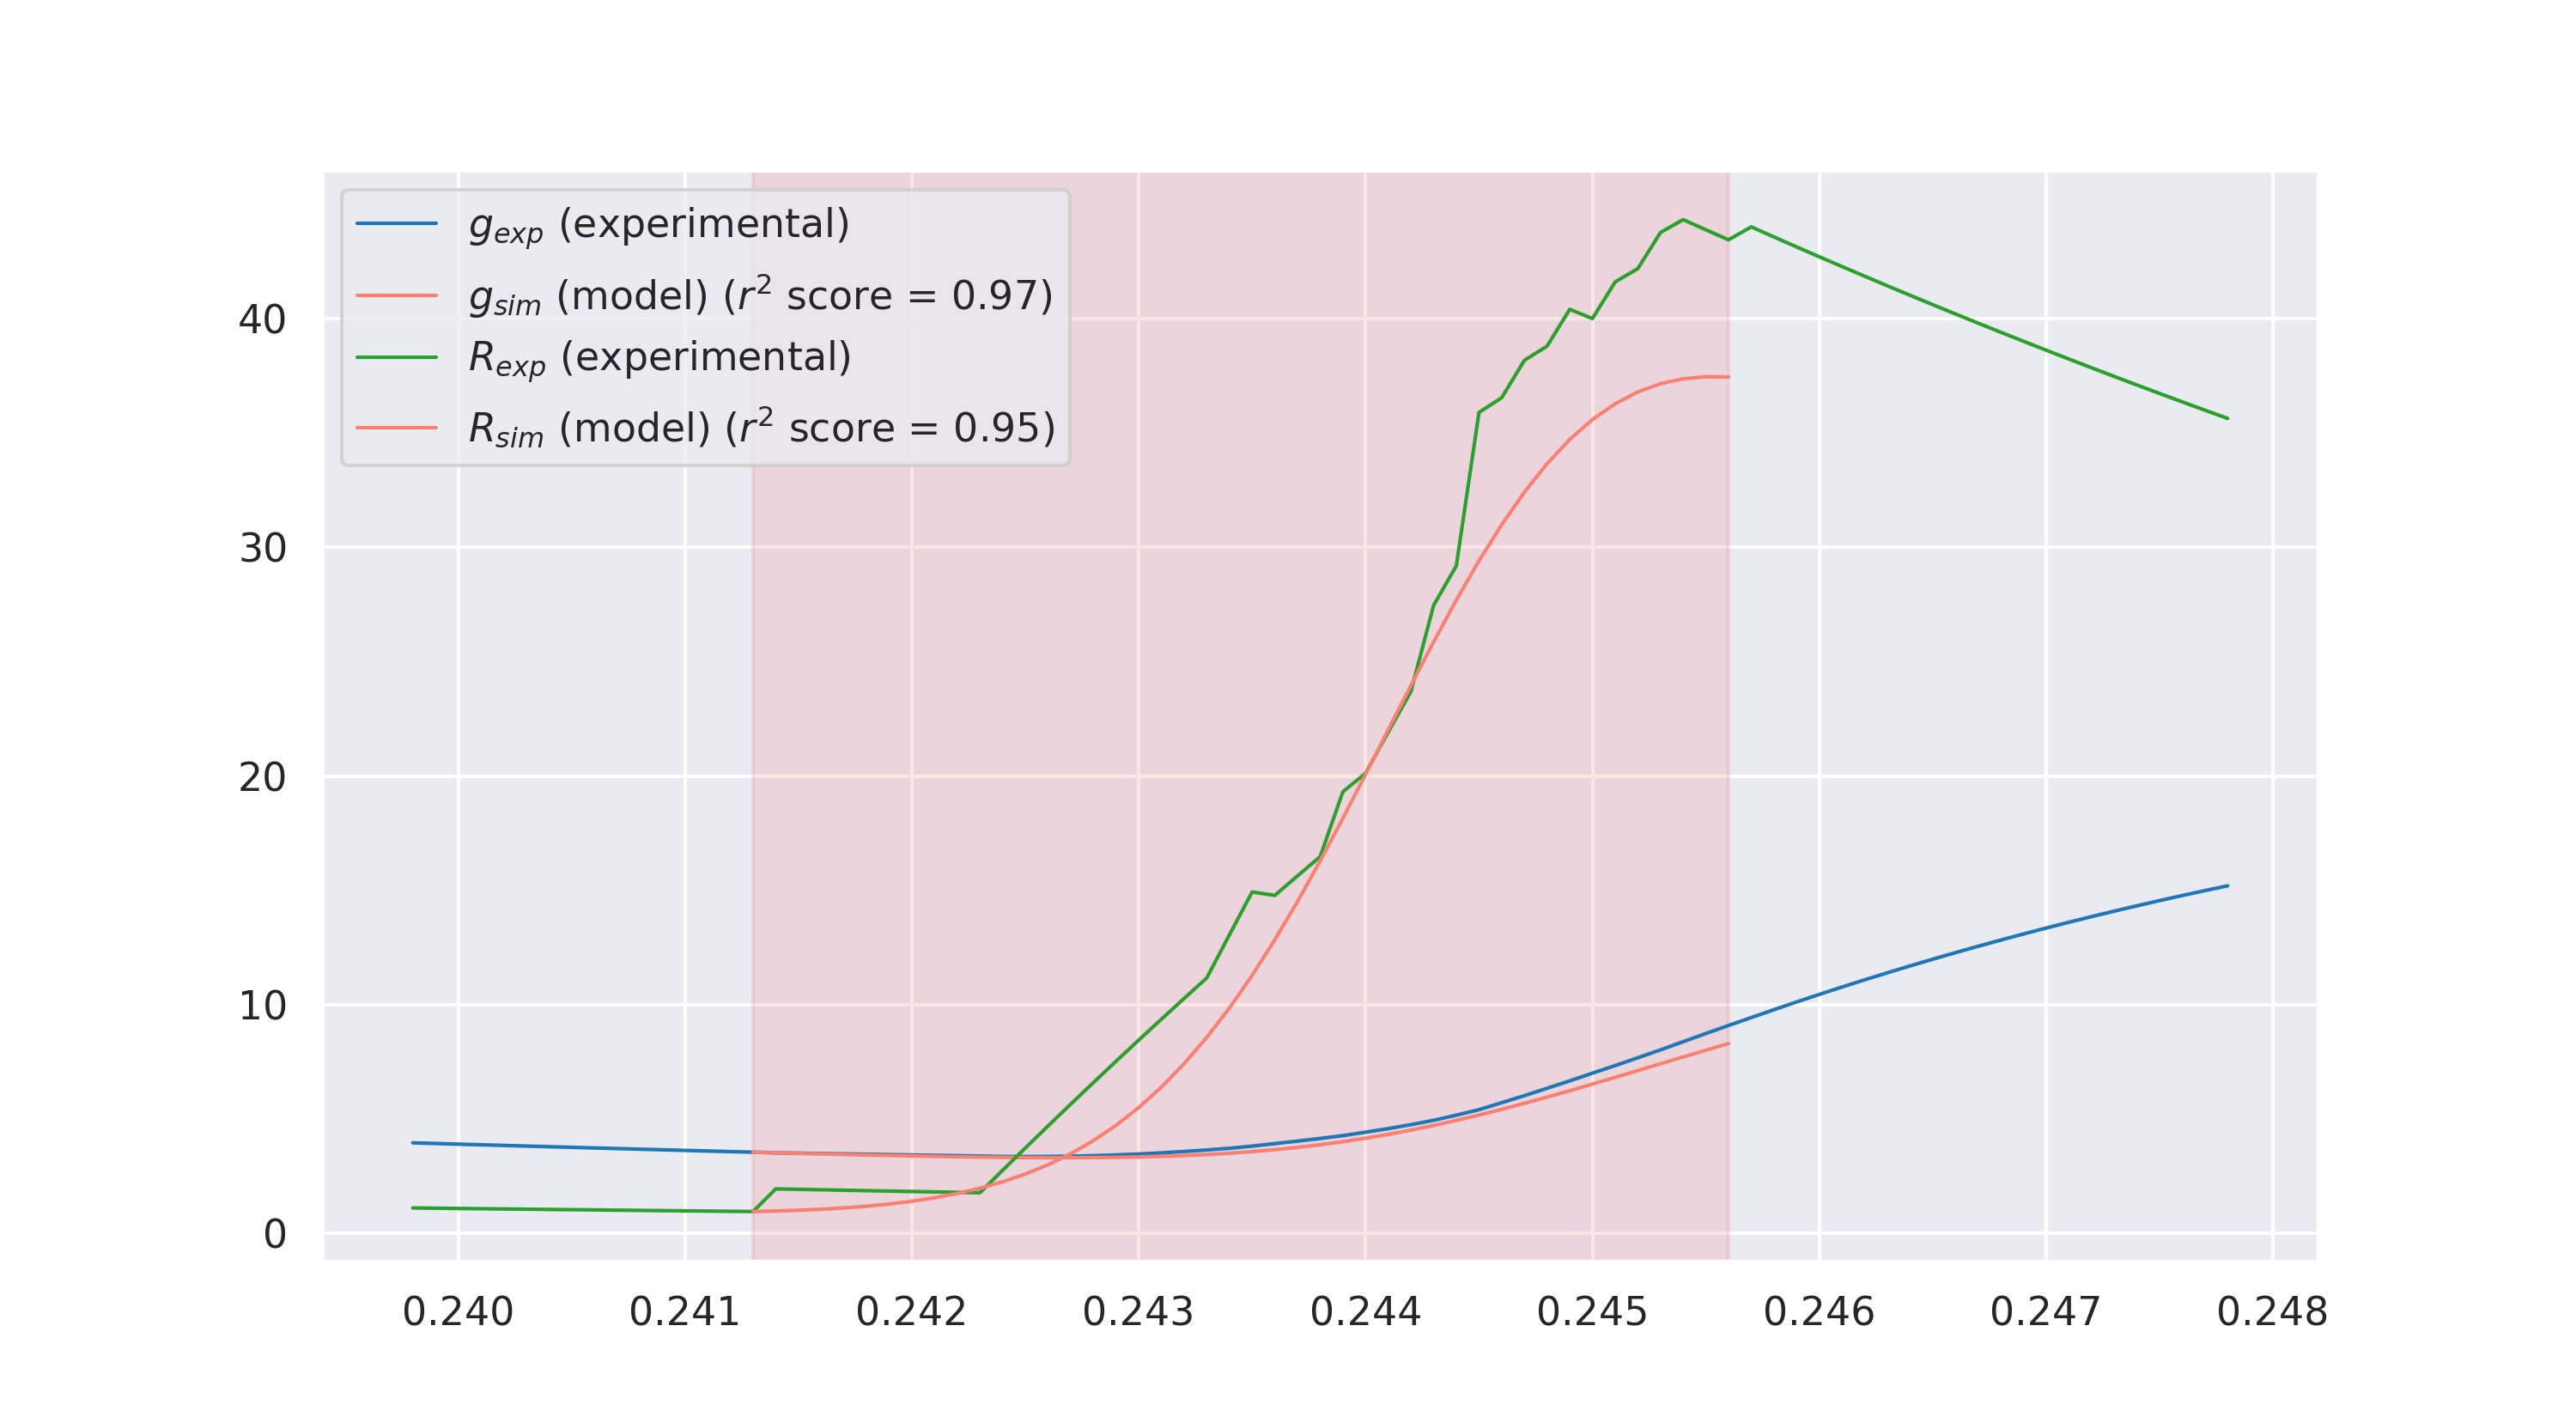 g_exp (experimental)
g_sim (model) (r² score = 0.97)
R_exp (experimental)
R_sim (model) (r² score = 0.95)
40
30
20
10
0
0.240 0.241 0.242 0.243 0.244 0.245 0.246 0.247 0.248